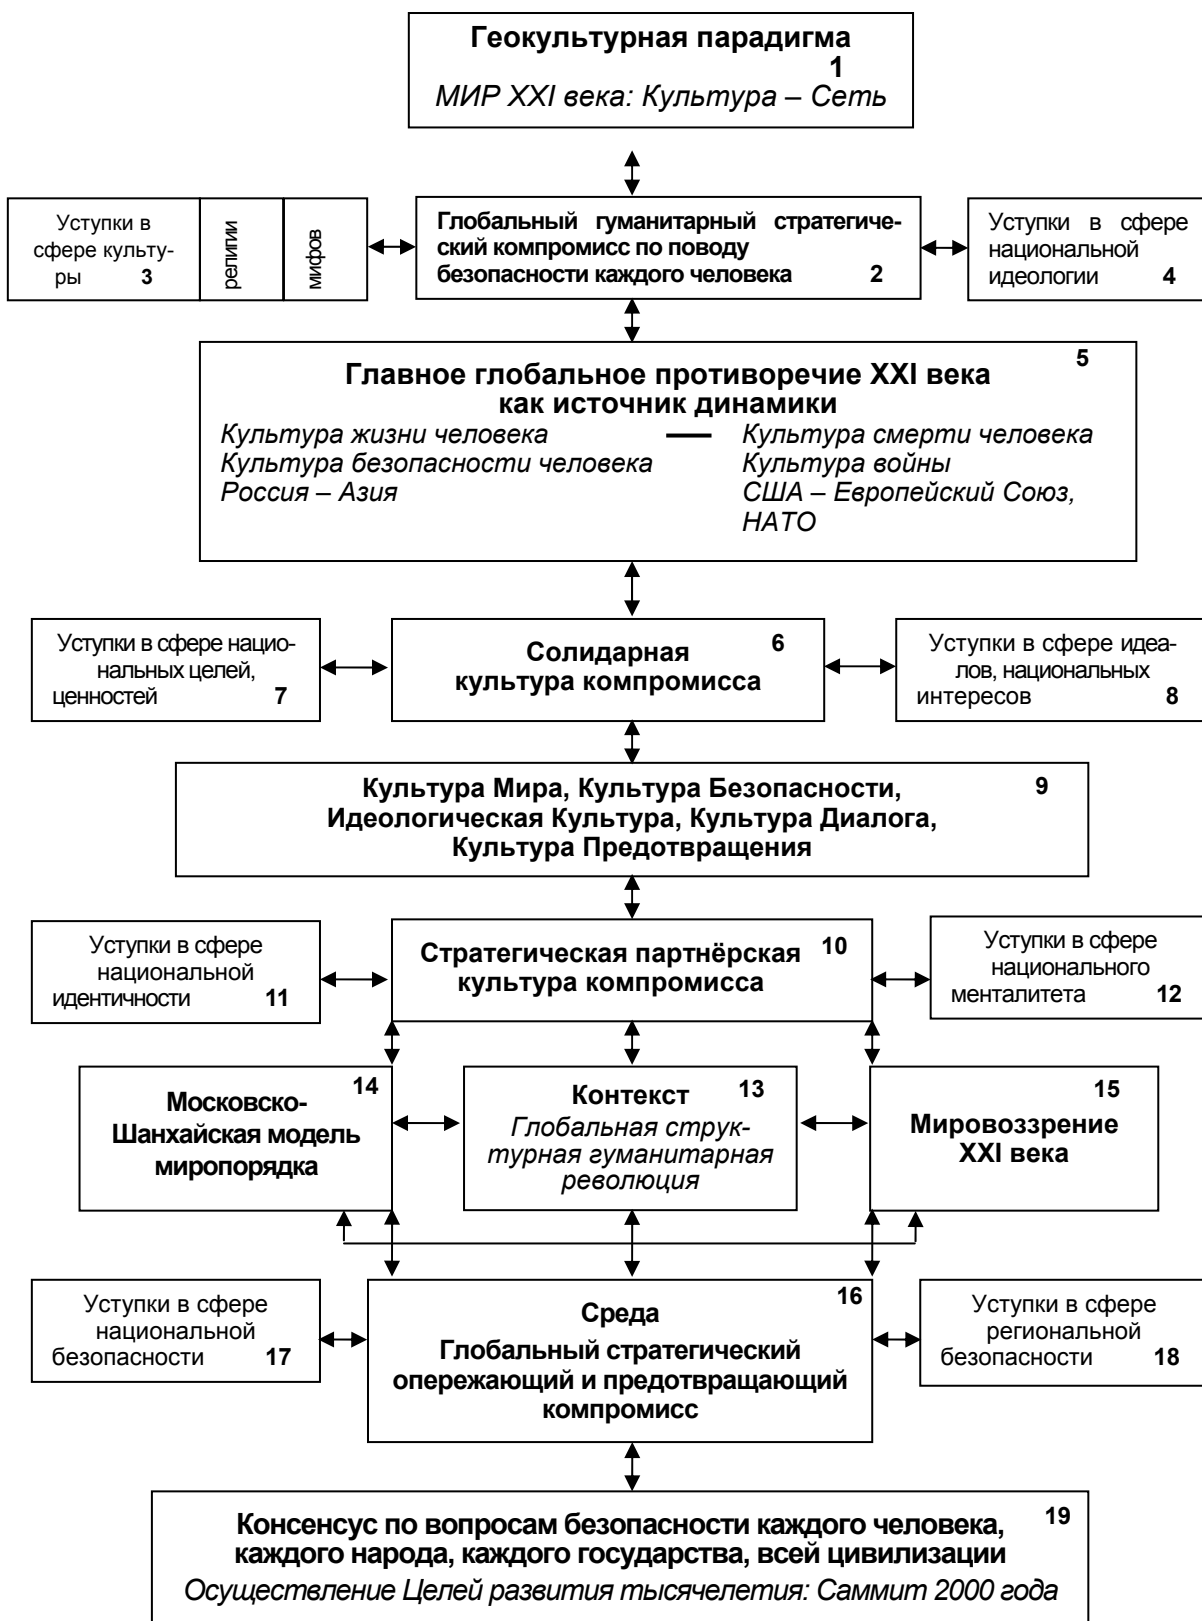 Геокультурная парадигма
1
МИР XXI века: Культура – Сеть
Уступки в
сфере культу-
ры 3
религии
мифов
Глобальный гуманитарный стратегиче-
ский компромисс по поводу
безопасности каждого человека 2
Уступки в сфере
национальной
идеологии 4
5
Главное глобальное противоречие XXI века
как источник динамики
Культура жизни человека — Культура смерти человека
Культура безопасности человека Культура войны
Россия – Азия США – Европейский Союз,
НАТО
Уступки в сфере нацио-
нальных целей,
ценностей 7
6
Солидарная
культура компромисса
Уступки в сфере идеа-
лов, национальных
интересов 8
Культура Мира, Культура Безопасности, 9
Идеологическая Культура, Культура Диалога,
Культура Предотвращения
Уступки в сфере
национальной
идентичности 11
Стратегическая партнёрская 10
культура компромисса
Уступки в сфере
национального
менталитета 12
14
Московско-
Шанхайская модель
миропорядка
13
Контекст
Глобальная струк-
турная гуманитарная
революция
15
Мировоззрение
XXI века
Уступки в сфере
национальной
безопасности 17
16
Среда
Глобальный стратегический
опережающий и предотвращающий
компромисс
Уступки в сфере
региональной
безопасности 18
19
Консенсус по вопросам безопасности каждого человека,
каждого народа, каждого государства, всей цивилизации
Осуществление Целей развития тысячелетия: Саммит 2000 года